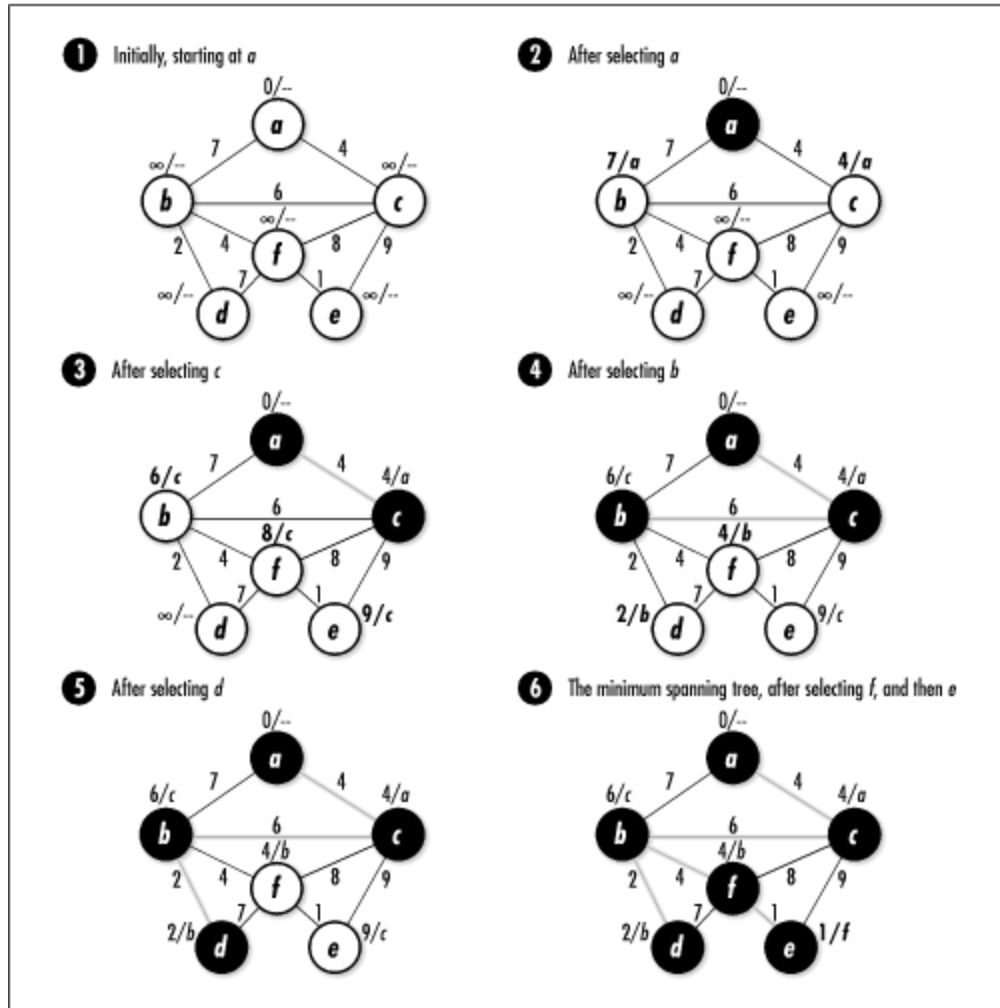 1 Initially, starting at a
0/--
a
7 4
∞/-- ∞/--
b 6 c
∞/--
2 4 f 8 9
7 1
∞/-- d e ∞/--
2 After selecting a
0/--
a
7 4
7/a 4/a
b 6 c
∞/--
2 4 f 8 9
7 1
∞/-- d e ∞/--
3 After selecting c
0/--
a
7 4
6/c 4/a
b 6 c
8/c
2 4 f 8 9
7 1
∞/-- d e 9/c
4 After selecting b
0/--
a
7 4
6/c 4/a
b 6 c
4/b
2 4 f 8 9
7 1
2/b d e 9/c
5 After selecting d
0/--
a
7 4
6/c 4/a
b 6 c
4/b
2 4 f 8 9
7 1
2/b d e 9/c
6 The minimum spanning tree, after selecting f, and then e
0/--
a
7 4
6/c 4/a
b 6 c
4/b
2 4 f 8 9
7 1
2/b d e 1/f